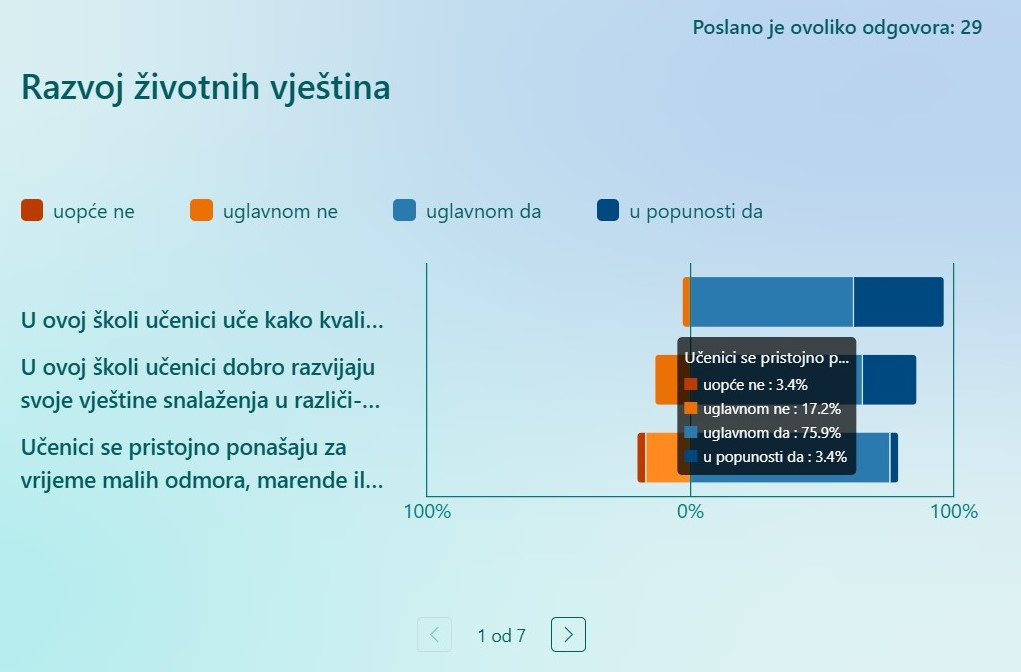 Poslano je ovoliko odgovora: 29
Razvoj životnih vještina
uopće ne
uglavnom ne
uglavnom da
u popunosti da
U ovoj školi učenici uče kako kvali...
U ovoj školi učenici dobro razvijaju
svoje vještine snalaženja u različi-...
Učenici se pristojno ponašaju za
vrijeme malih odmora, marende il...
Učenici se pristojno p...
uopće ne : 3.4%
uglavnom ne : 17.2%
uglavnom da : 75.9%
u popunosti da : 3.4%
100%
0%
100%
1 od 7